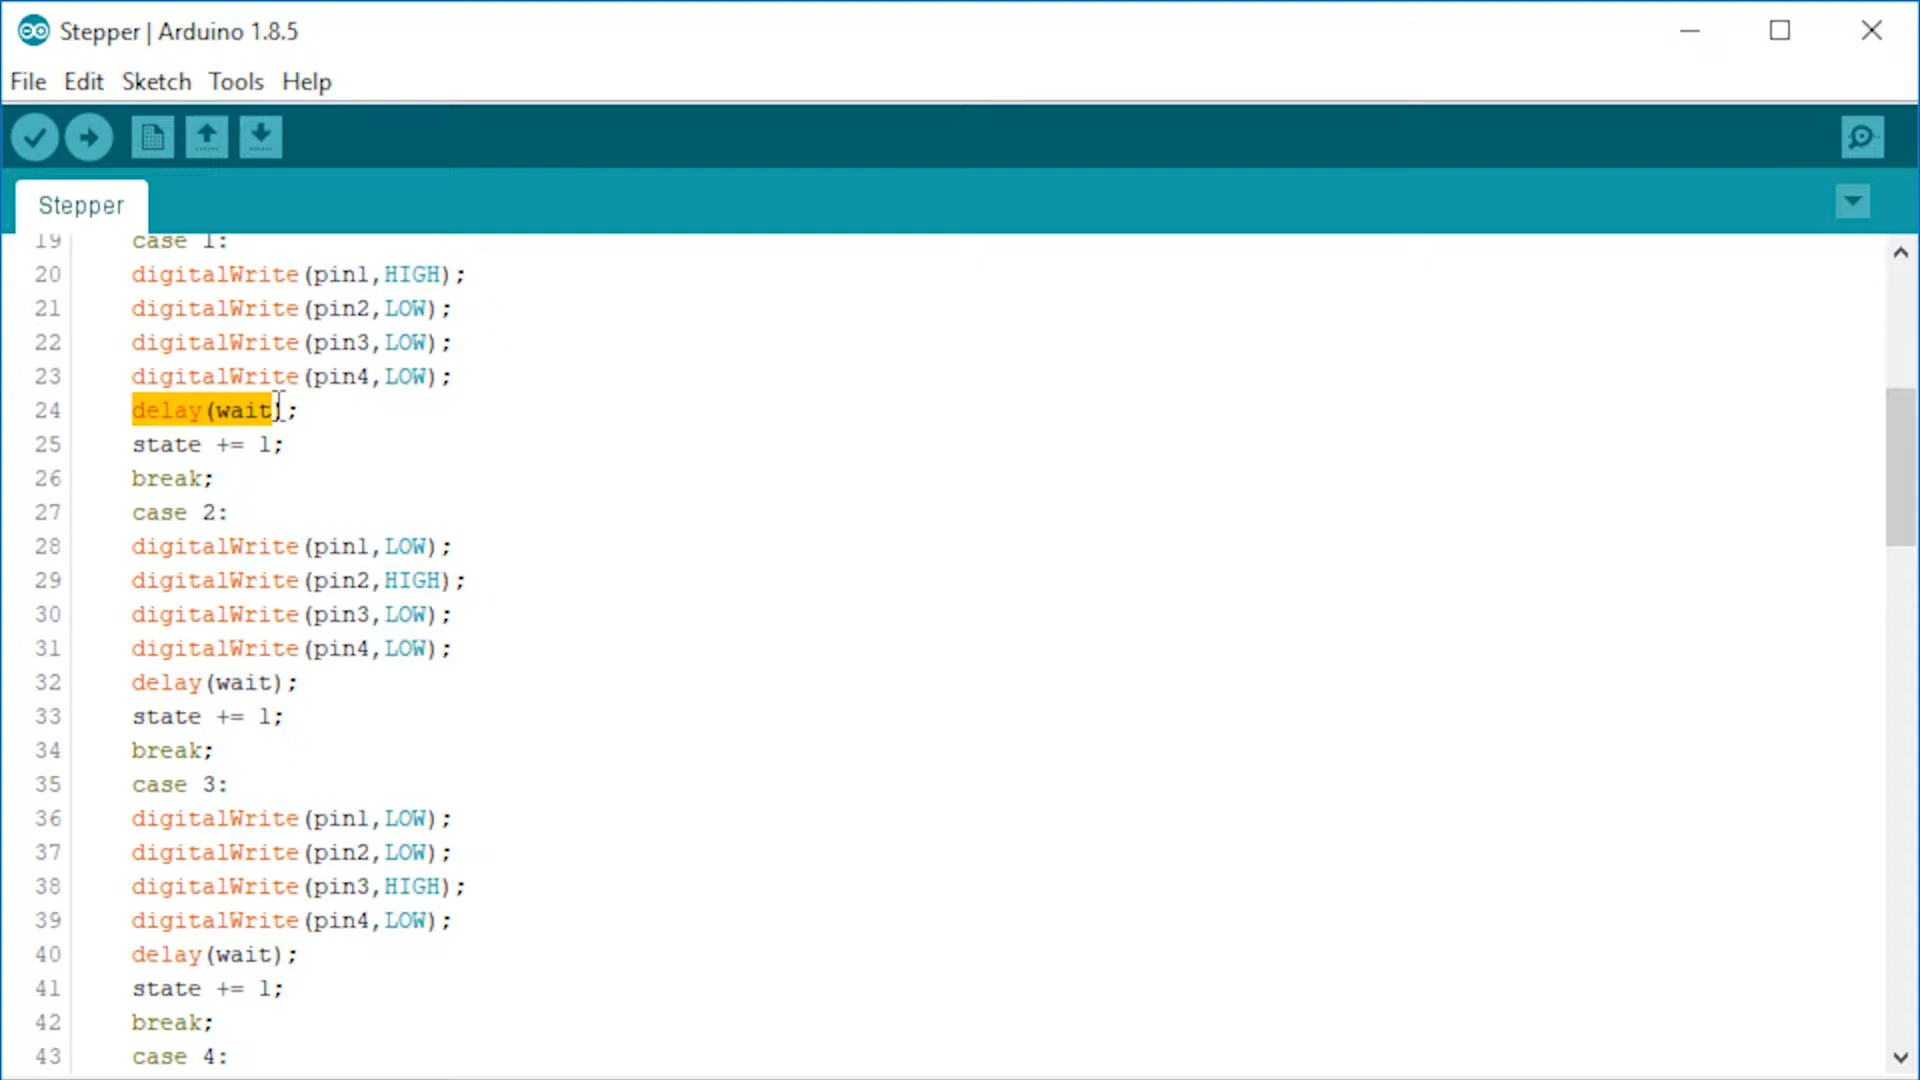 Stepper | Arduino 1.8.5
File Edit Sketch Tools Help
Stepper
19 case 1:
20 digitalWrite(pin1,HIGH);
21 digitalWrite(pin2,LOW);
22 digitalWrite(pin3,LOW);
23 digitalWrite(pin4,LOW);
24 delay(wait);
25 state += 1;
26 break;
27 case 2:
28 digitalWrite(pin1,LOW);
29 digitalWrite(pin2,HIGH);
30 digitalWrite(pin3,LOW);
31 digitalWrite(pin4,LOW);
32 delay(wait);
33 state += 1;
34 break;
35 case 3:
36 digitalWrite(pin1,LOW);
37 digitalWrite(pin2,LOW);
38 digitalWrite(pin3,HIGH);
39 digitalWrite(pin4,LOW);
40 delay(wait);
41 state += 1;
42 break;
43 case 4: